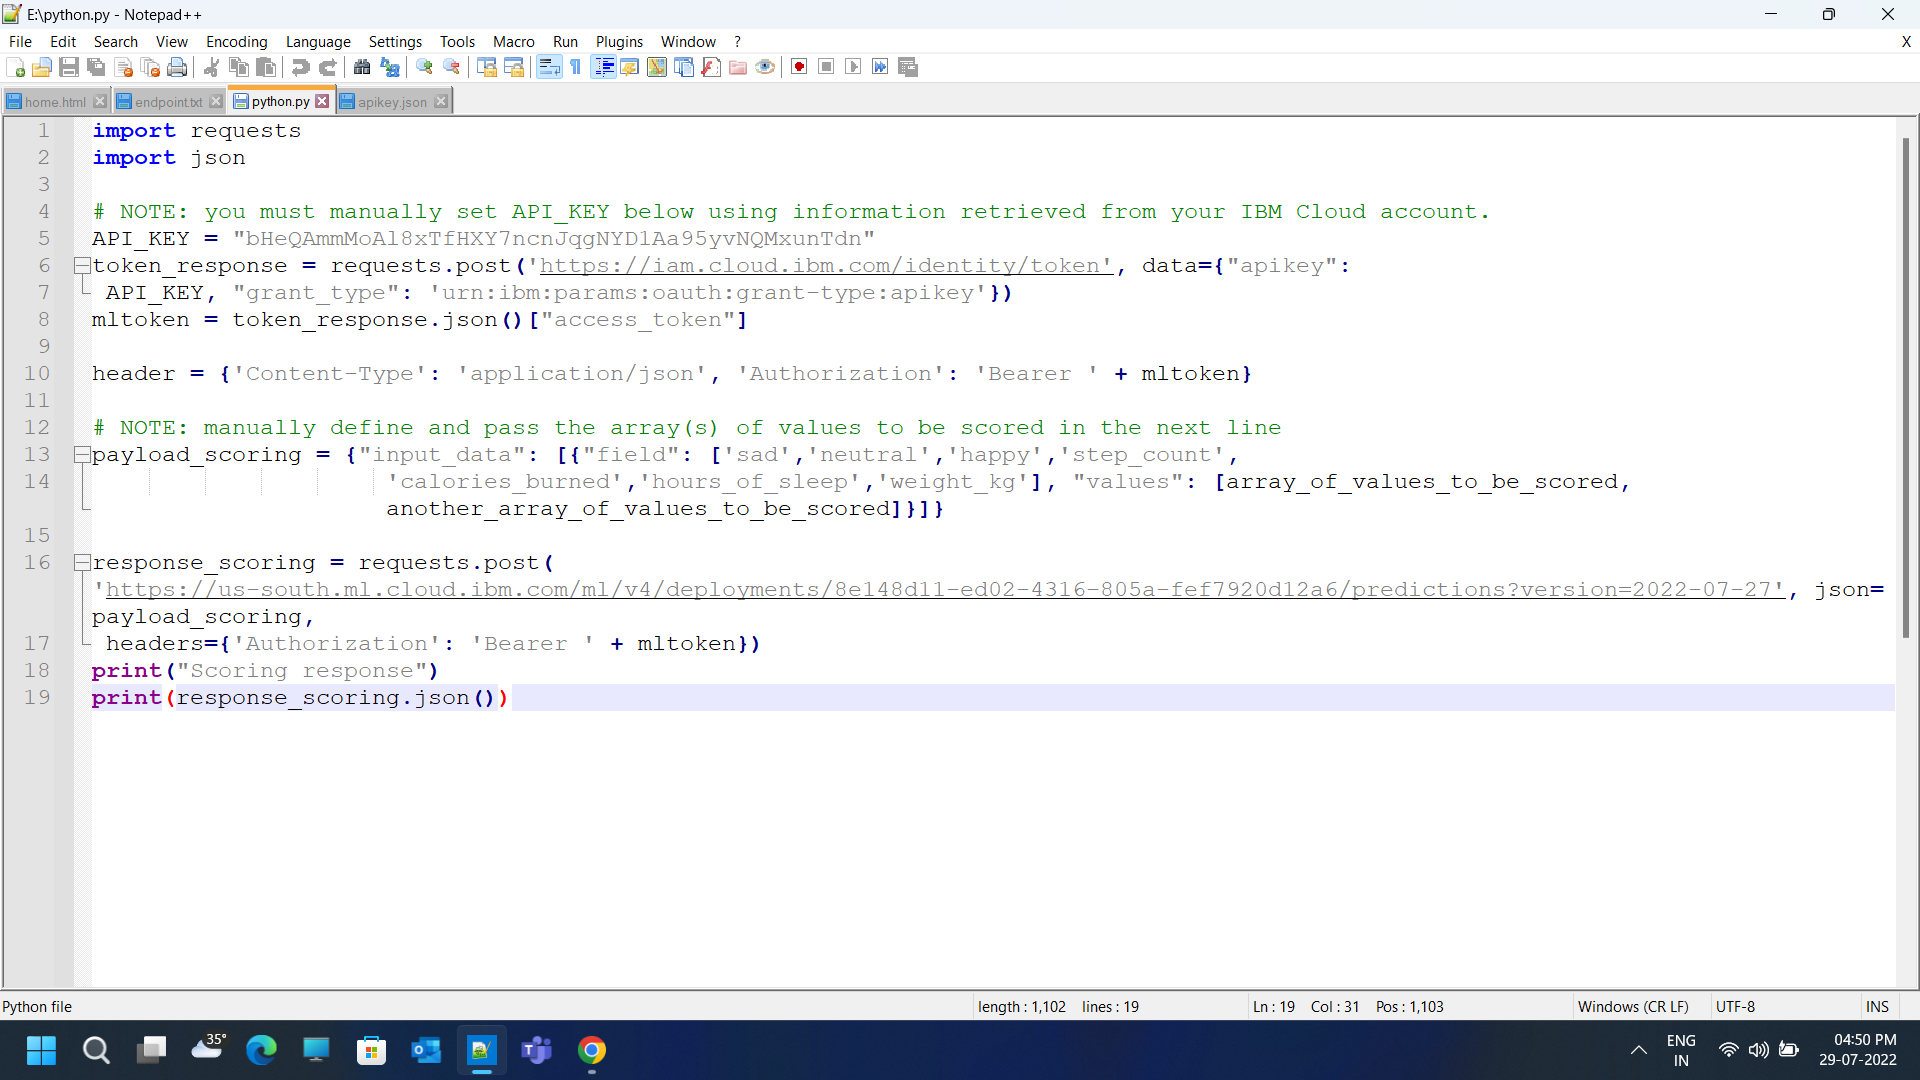 E:\python.py - Notepad++
File Edit Search View Encoding Language Settings Tools Macro Run Plugins Window ? X
home.html endpoint.txt python.py apikey.json
1 import requests
2 import json
3
4 # NOTE: you must manually set API_KEY below using information retrieved from your IBM Cloud account.
5 API_KEY = "bHeQAmmMoAl8xTfHXY7ncnJqgNYD1Aa95yvNQMxunTdn"
6 token_response = requests.post('https://iam.cloud.ibm.com/identity/token', data={"apikey":
7 API_KEY, "grant_type": 'urn:ibm:params:oauth:grant-type:apikey'})
8 mltoken = token_response.json()["access_token"]
9
10 header = {'Content-Type': 'application/json', 'Authorization': 'Bearer ' + mltoken}
11
12 # NOTE: manually define and pass the array(s) of values to be scored in the next line
13 payload_scoring = {"input_data": [{"field": ['sad','neutral','happy','step_count',
14 'calories_burned','hours_of_sleep','weight_kg'], "values": [array_of_values_to_be_scored,
another_array_of_values_to_be_scored]}]}
15
16 response_scoring = requests.post(
'https://us-south.ml.cloud.ibm.com/ml/v4/deployments/8e148d11-ed02-4316-805a-fef7920d12a6/predictions?version=2022-07-27', json=
payload_scoring,
17 headers={'Authorization': 'Bearer ' + mltoken})
18 print("Scoring response")
19 print(response_scoring.json())
Python file length : 1,102 lines : 19 Ln : 19 Col : 31 Pos : 1,103 Windows (CR LF) UTF-8 INS
35° ENG 04:50 PM
IN 29-07-2022